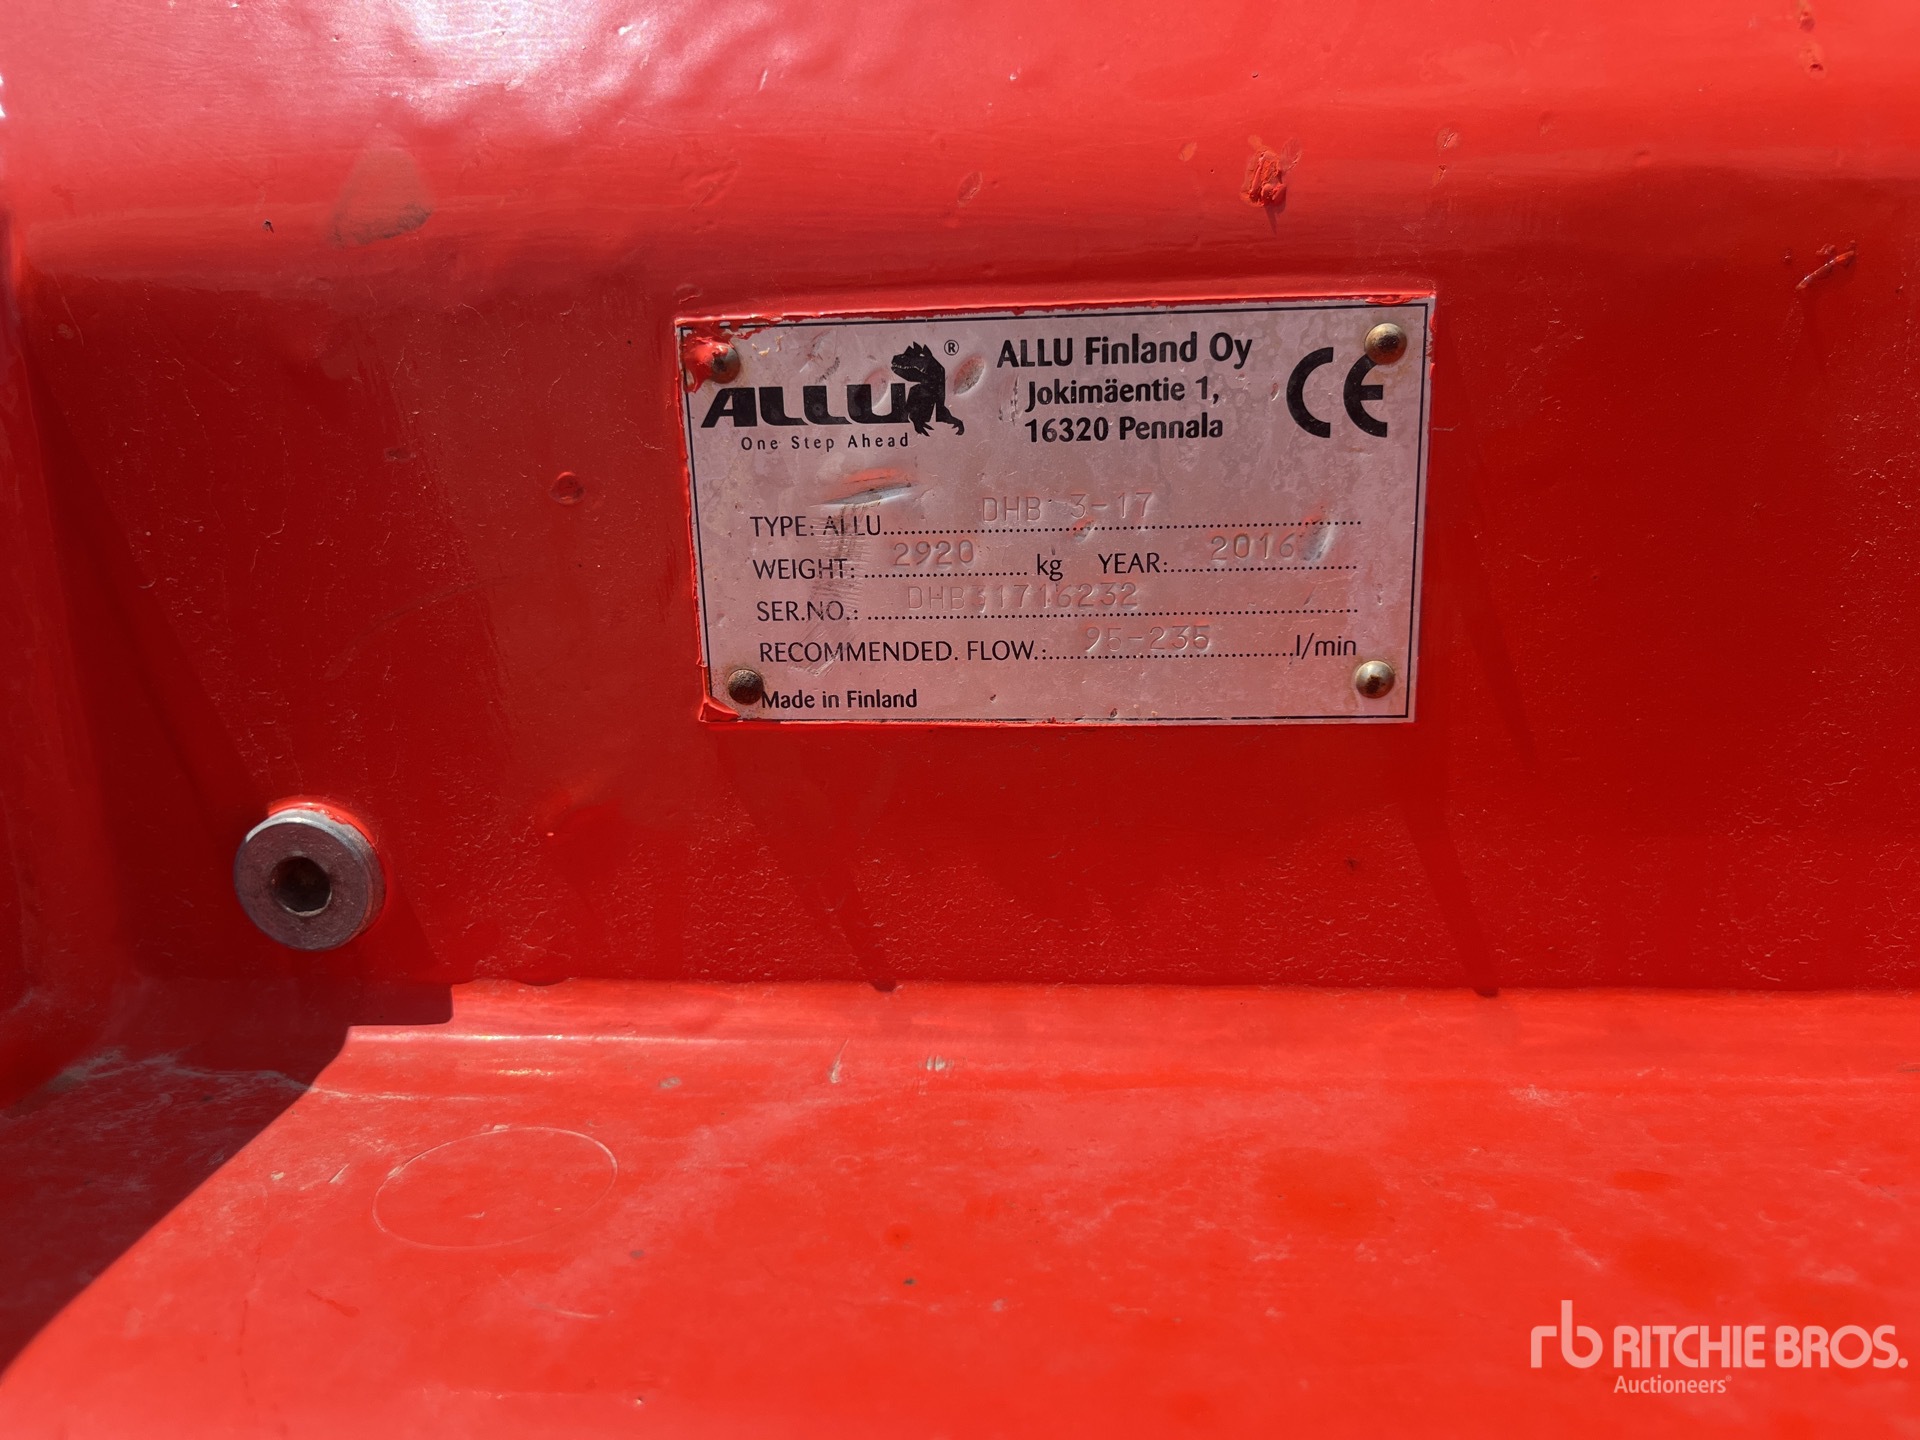 ALLU ®
One Step Ahead
ALLU Finland Oy
Jokimäentie 1,
16320 Pennala
CE
TYPE: ALLU DHB 3-17
WEIGHT: 2920 kg YEAR: 2016
SER.NO.: DHB31716232
RECOMMENDED. FLOW.: 95-235 l/min
Made in Finland
rb RITCHIE BROS.
Auctioneers